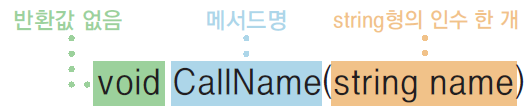 반환값 없음 메서드명 string형의 인수 한 개
void CallName(string name)